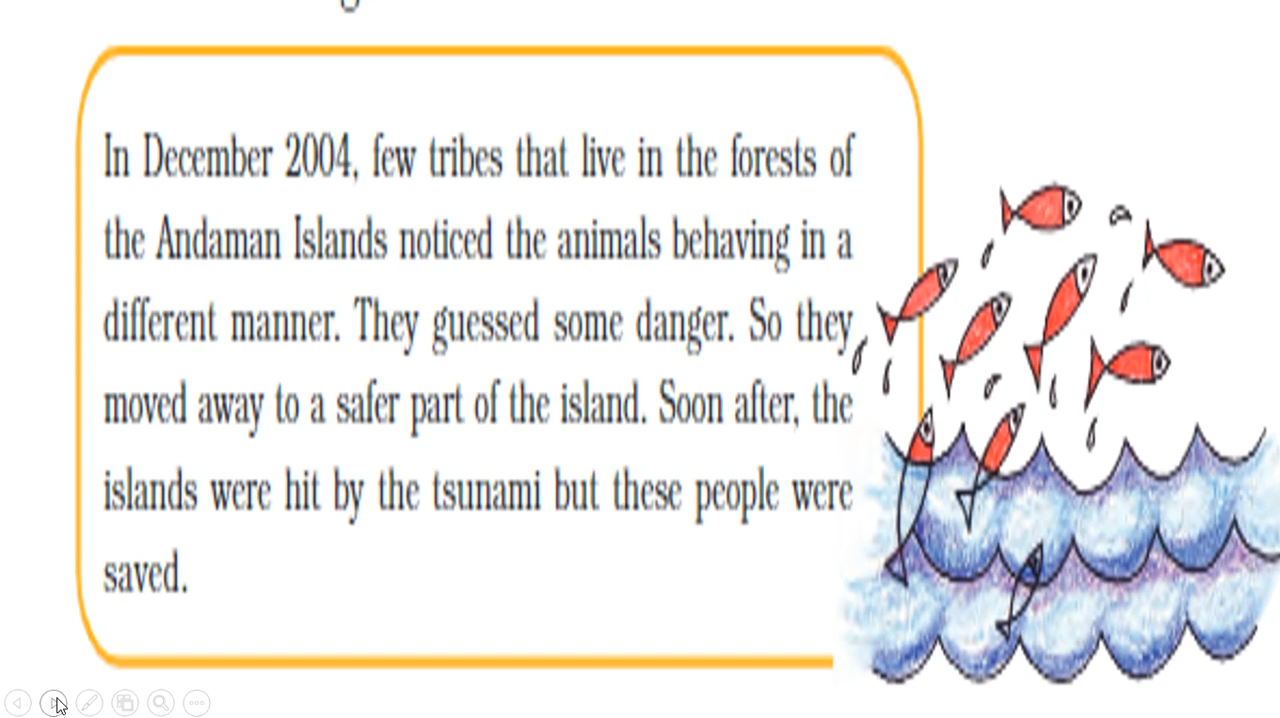 In December 2004, few tribes that live in the forests of
the Andaman Islands noticed the animals behaving in a
different manner. They guessed some danger. So they
moved away to a safer part of the island. Soon after, the
islands were hit by the tsunami but these people were
saved.